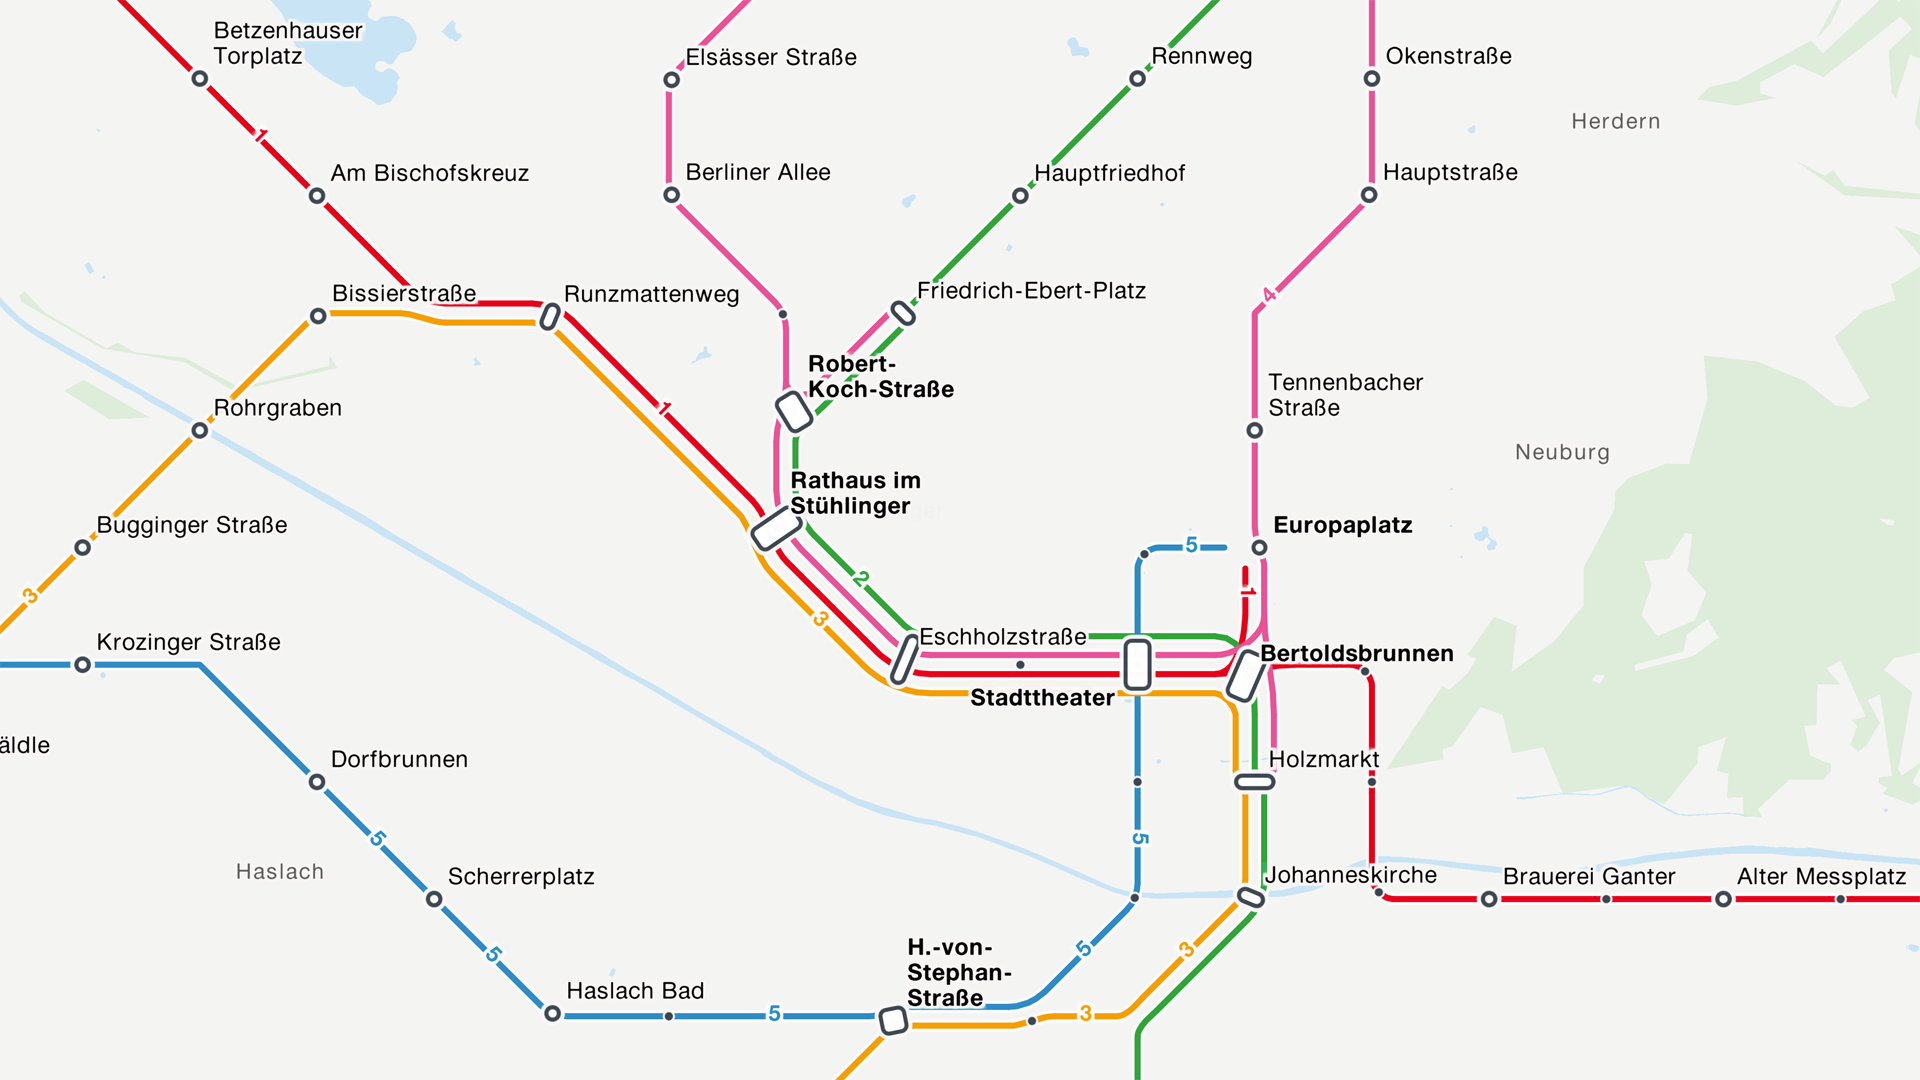 Betzenhauser
Torplatz
Elsässer Straße
Rennweg
Okenstraße
Herdern
1
Am Bischofskreuz
Berliner Allee
Hauptfriedhof
Hauptstraße
Bissierstraße
Runzmattenweg
Friedrich-Ebert-Platz
4
Robert-
Koch-Straße
Tennenbacher
Straße
Rohrgraben
1
Neuburg
Rathaus im
Stühlinger
Bugginger Straße
Europaplatz
5
3
2
1
3
Krozinger Straße
Eschholzstraße
Bertoldsbrunnen
Stadttheater
äldle
Dorfbrunnen
Holzmarkt
5
5
Haslach
Scherrerplatz
Johanneskirche
Brauerei Ganter
Alter Messplatz
5
H.-von-
Stephan-
Straße
5
3
Haslach Bad
5
3